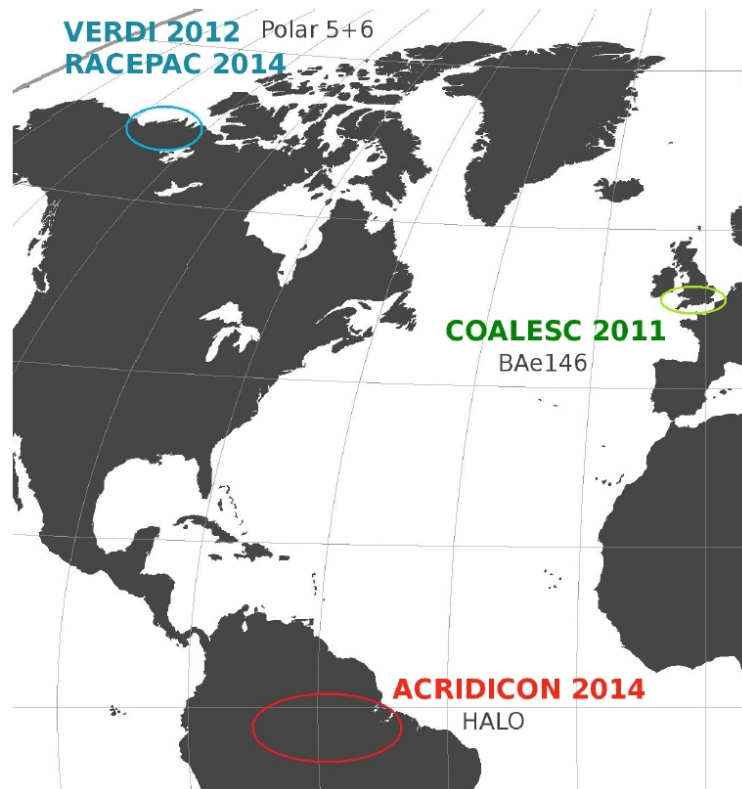 VERDI 2012 Polar 5+6
RACEPAC 2014
COALESC 2011
BAe146
ACRIDICON 2014
HALO